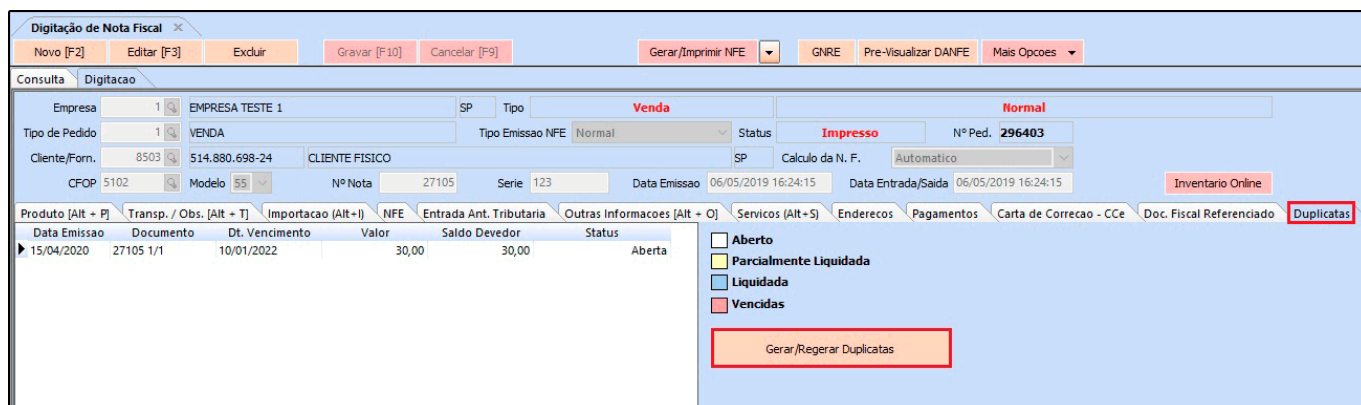 Digitação de Nota Fiscal
Novo [F2] Editar [F3] Excluir Gravar [F10] Cancelar [F9] Gerar/Imprimir NFE GNRE Pre-Visualizar DANFE Mais Opcoes
Consulta Digitacao
Empresa 1 EMPRESA TESTE 1 SP Tipo Venda Normal
Tipo de Pedido 1 VENDA Tipo Emissao NFE Normal Status Impresso Nº Ped. 296403
Cliente/Forn. 8503 514.880.698-24 CLIENTE FISICO SP Calculo da N. F. Automatico
CFOP 5102 Modelo 55 Nº Nota 27105 Serie 123 Data Emissao 06/05/2019 16:24:15 Data Entrada/Saida 06/05/2019 16:24:15 Inventario Online
Produto [Alt + P] Transp. / Obs. [Alt + T] Importacao (Alt+I) NFE Entrada Ant. Tributaria Outras Informacoes [Alt + O] Servicos (Alt+S) Enderecos Pagamentos Carta de Correcao - CCe Doc. Fiscal Referenciado Duplicatas
Data Emissao Documento Dt. Vencimento Valor Saldo Devedor Status
15/04/2020 27105 1/1 10/01/2022 30,00 30,00 Aberta
Aberto
Parcialmente Liquidada
Liquidada
Vencidas
Gerar/Regerar Duplicatas